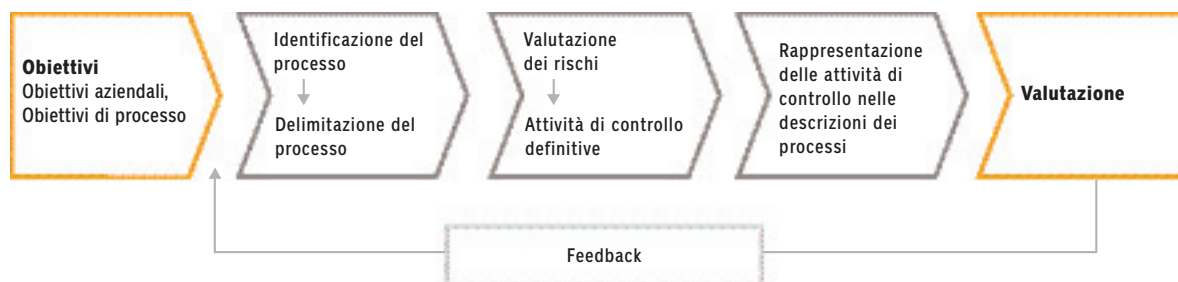 Obiettivi
Obiettivi aziendali,
Obiettivi di processo
Identificazione del
processo
Delimitazione del
processo
Valutazione
dei rischi
Attività di controllo
definitive
Rappresentazione
delle attività di
controllo nelle
descrizioni dei
processi
Valutazione
Feedback